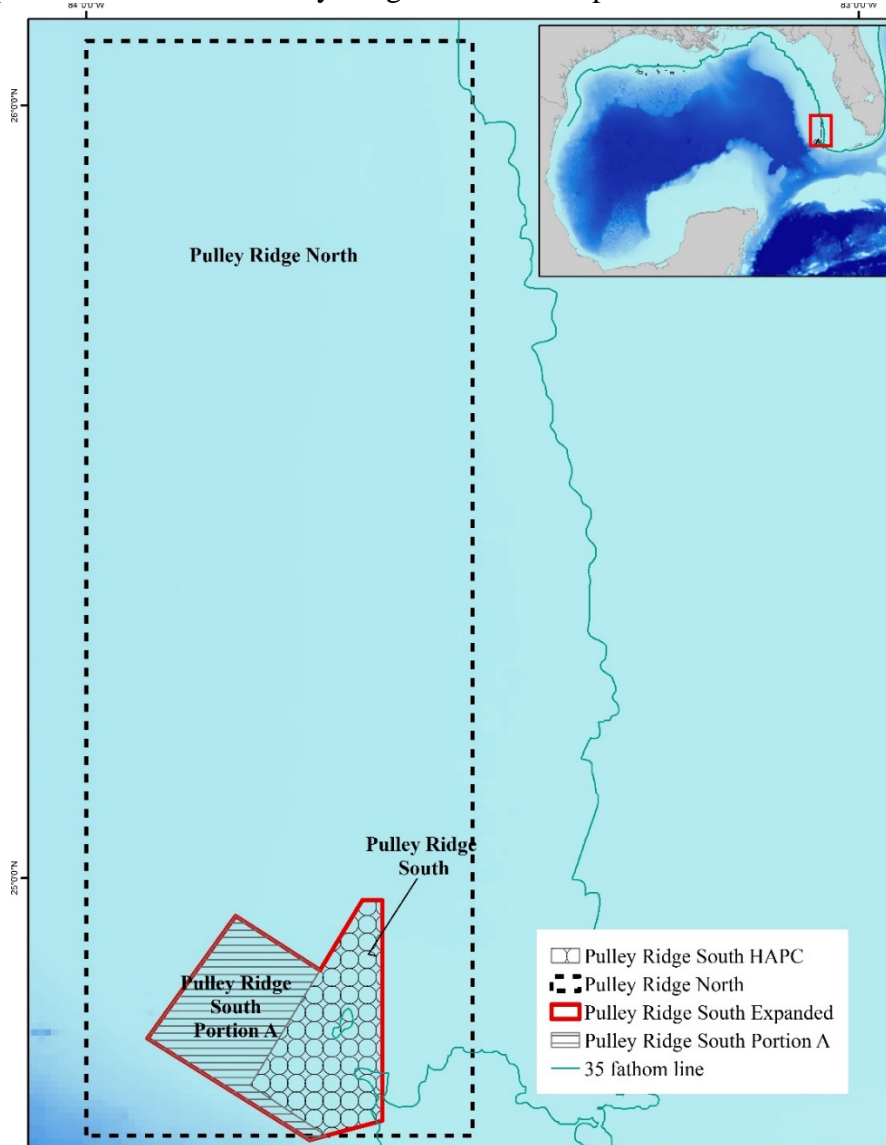 84°0'0"W
83°0'0"W
26°0'0"N
Pulley Ridge North
25°0'0"N
Pulley Ridge
South
Pulley Ridge
South
Portion A
Pulley Ridge South HAPC
Pulley Ridge North
Pulley Ridge South Expanded
Pulley Ridge South Portion A
35 fathom line